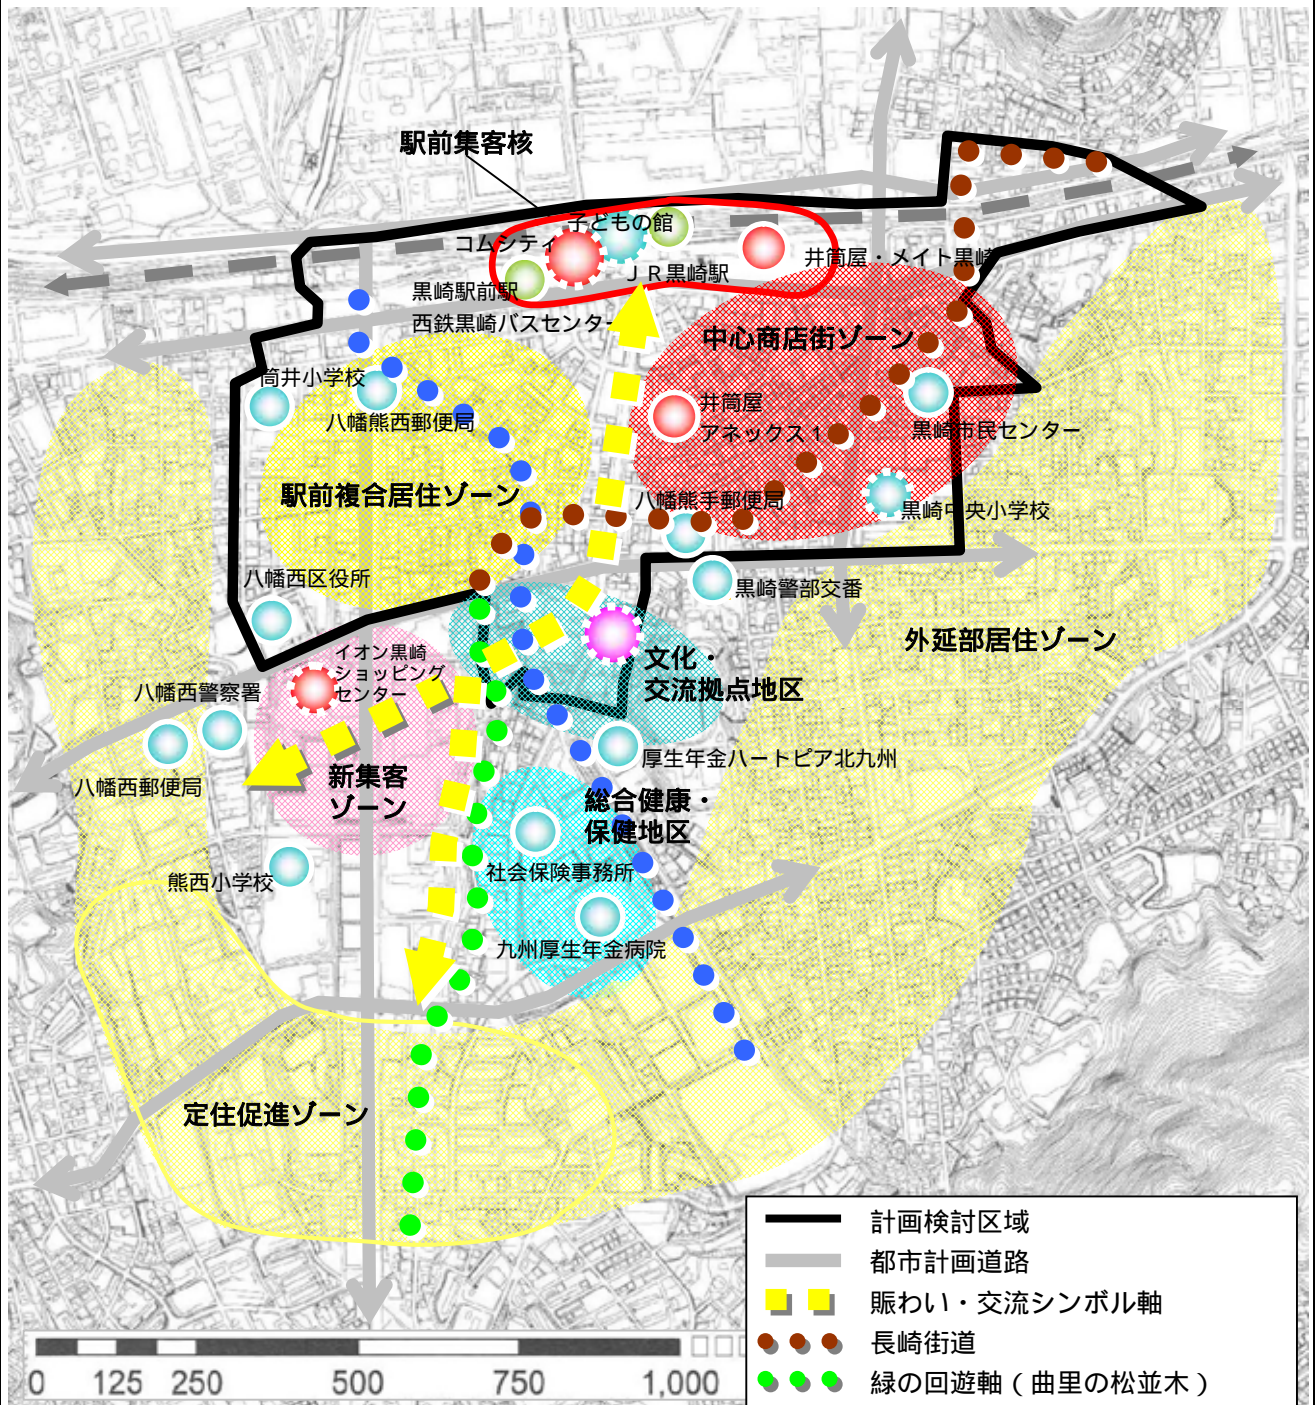 駅前集客核
子どもの館
コムシティ
ＪＲ黒崎駅
井筒屋・メイト黒崎
黒崎駅前駅
西鉄黒崎バスセンター
中心商店街ゾーン
筒井小学校
八幡熊西郵便局
井筒屋
アネックス１
黒崎市民センター
駅前複合居住ゾーン
八幡熊手郵便局
黒崎中央小学校
八幡西区役所
黒崎警部交番
外延部居住ゾーン
イオン黒崎
ショッピング
センター
文化・
交流拠点地区
八幡西警察署
八幡西郵便局
厚生年金ハートピア北九州
新集客
ゾーン
総合健康・
保健地区
社会保険事務所
熊西小学校
九州厚生年金病院
定住促進ゾーン
計画検討区域
都市計画道路
賑わい・交流シンボル軸
長崎街道
緑の回遊軸（曲里の松並木）
0 125 250 500 750 1,000